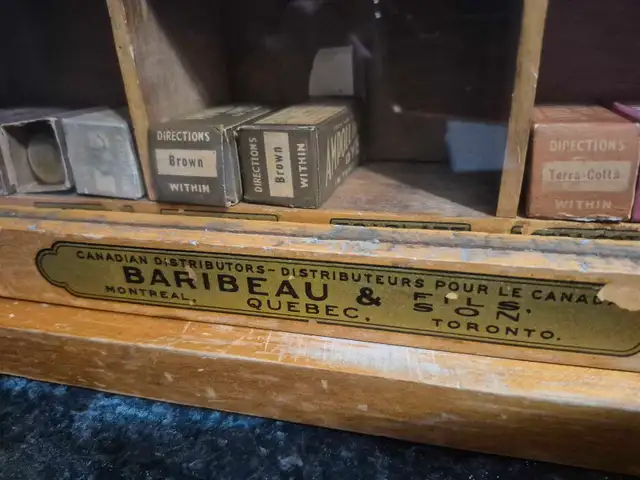 DIRECTIONS
Brown
WITHIN
DIRECTIONS
Brown
WITHIN
DIRECTIONS
Terra-Cotta
WITHIN
CANADIAN DISTRIBUTORS - DISTRIBUTEURS POUR LE CANADA
BARIBEAU & FILS.
SON
MONTREAL, QUEBEC, TORONTO.